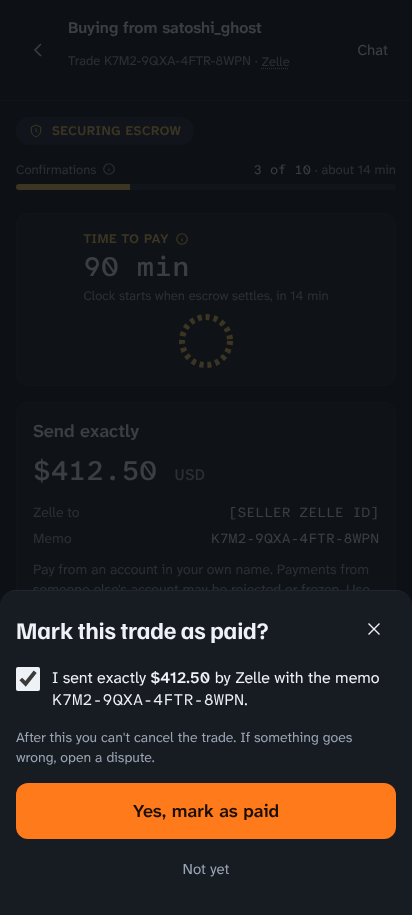 Buying from satoshi_ghost
Trade K7M2-9QXA-4FTR-8WPN · Zelle
Chat
SECURING ESCROW
Confirmations
3 of 10 · about 14 min
TIME TO PAY
90 min
Clock starts when escrow settles, in 14 min
Send exactly
$412.50 USD
Zelle to [SELLER ZELLE ID]
Memo K7M2-9QXA-4FTR-8WPN
Pay from an account in your own name. Payments from
someone else's account may be rejected or frozen. Use
Mark this trade as paid?
I sent exactly $412.50 by Zelle with the memo
K7M2-9QXA-4FTR-8WPN.
After this you can't cancel the trade. If something goes
wrong, open a dispute.
Yes, mark as paid
Not yet